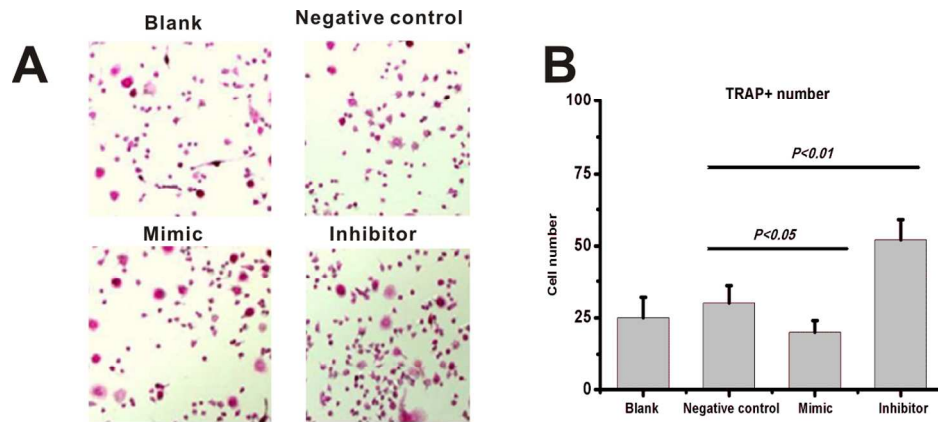 A
Blank
Negative control
Mimic
Inhibitor
B
TRAP+ number
100
75
50
25
0
Cell number
P<0.01
P<0.05
Blank
Negative control
Mimic
Inhibitor